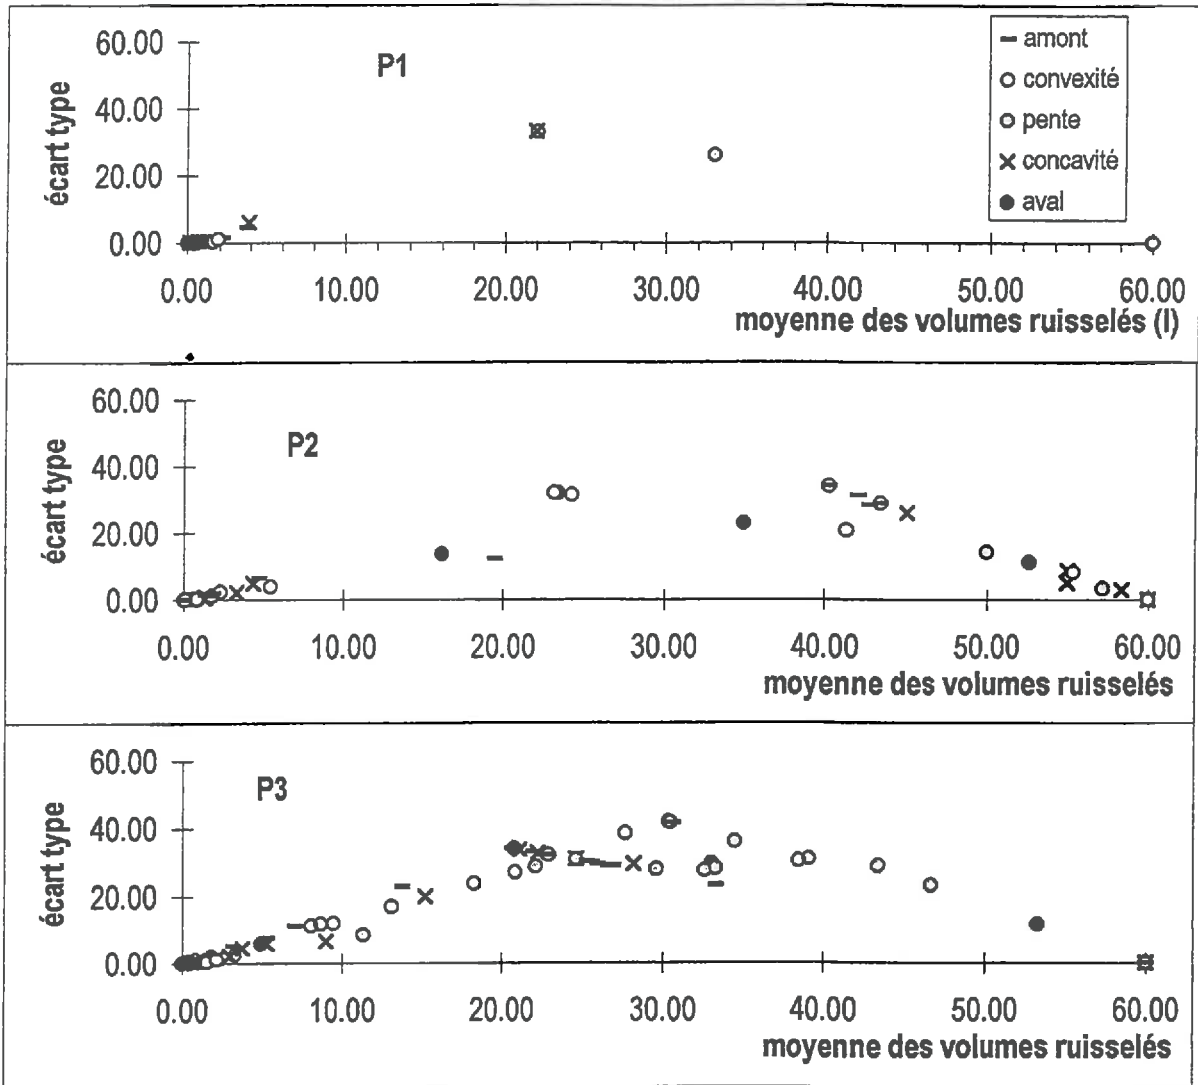 60.00
P1
40.00
écart type
20.00
0.00
amont
convexité
pente
concavité
aval
0.00 10.00 20.00 30.00 40.00 50.00 60.00
moyenne des volumes ruisselés (l)
60.00
P2
40.00
écart type
20.00
0.00
0.00 10.00 20.00 30.00 40.00 50.00 60.00
moyenne des volumes ruisselés
60.00
P3
40.00
écart type
20.00
0.00
0.00 10.00 20.00 30.00 40.00 50.00 60.00
moyenne des volumes ruisselés